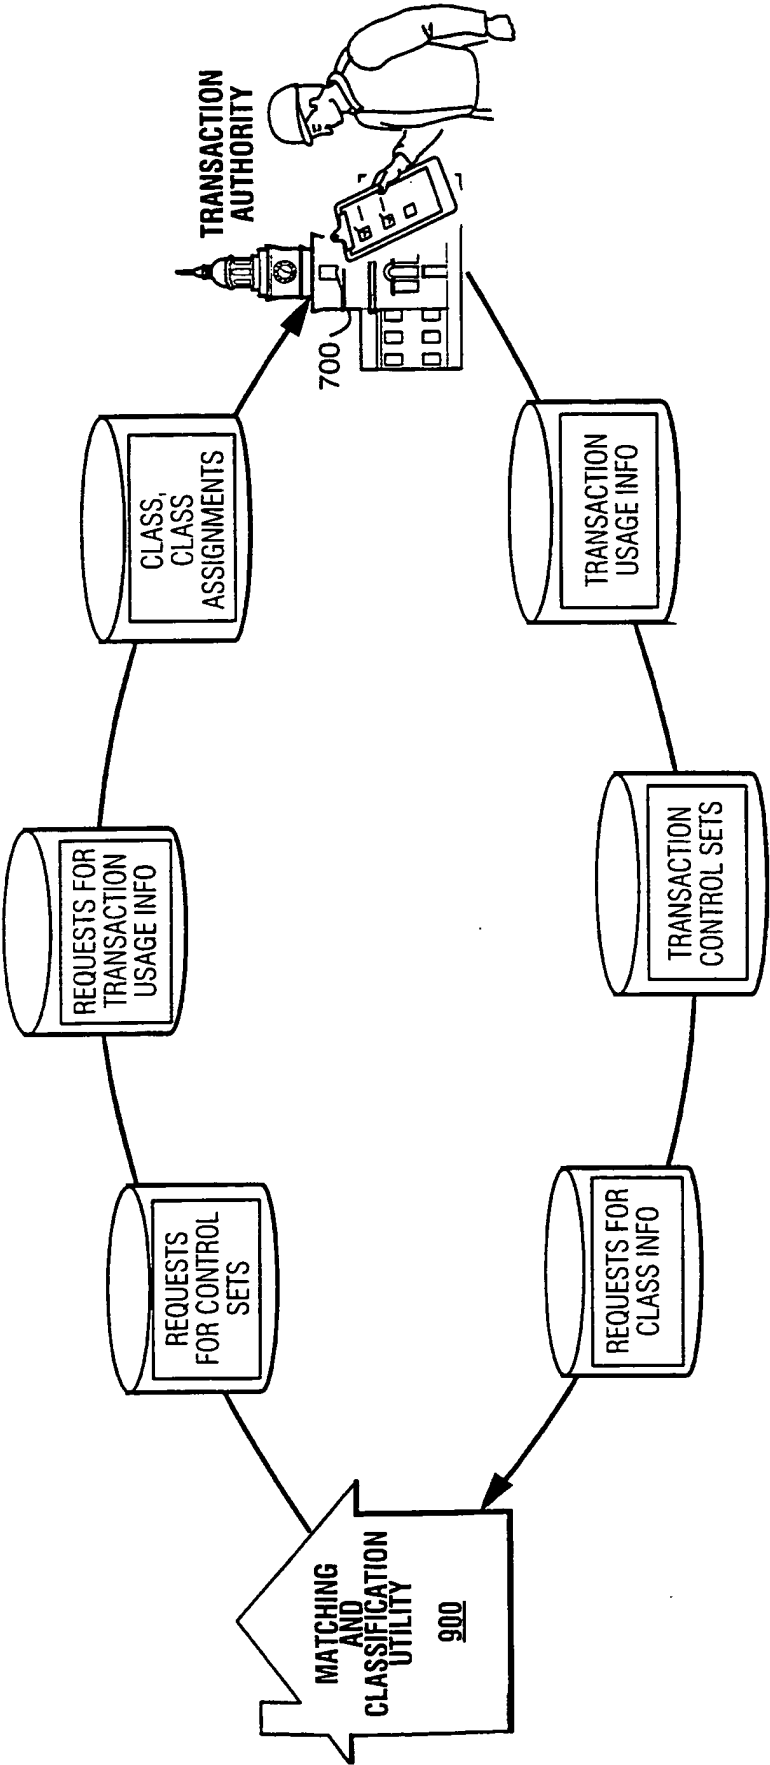 TRANSACTION
AUTHORITY
700
CLASS,
CLASS
ASSIGNMENTS
REQUESTS FOR
TRANSACTION
USAGE INFO
REQUESTS
FOR CONTROL
SETS
MATCHING
AND
CLASSIFICATION
UTILITY
900
REQUESTS FOR
CLASS INFO
TRANSACTION
CONTROL SETS
TRANSACTION
USAGE INFO